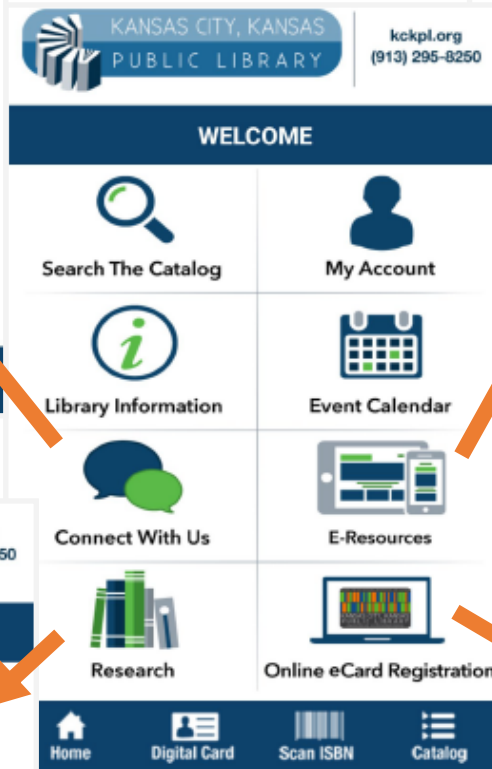 KANSAS CITY, KANSAS
PUBLIC LIBRARY
kckpl.org
(913) 295-8250
WELCOME
Search The Catalog
My Account
Library Information
Event Calendar
Connect With Us
E-Resources
50
Research
Online eCard Registration
Home
Digital Card
Scan ISBN
Catalog